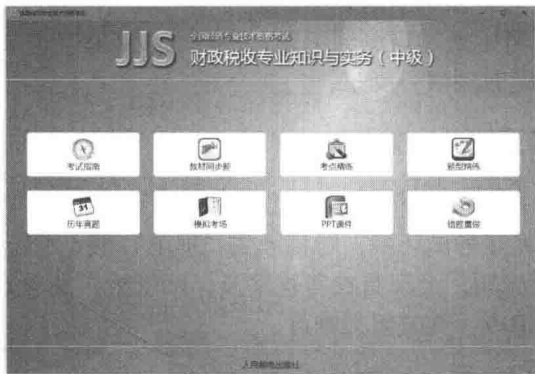 JJS
全国经济专业技术资格考试
财政税收专业知识与实务（中级）
考试指南
教材同步
考点精练
题型精练
历年真题
模拟考场
PPT课件
错题重做
人民邮电出版社